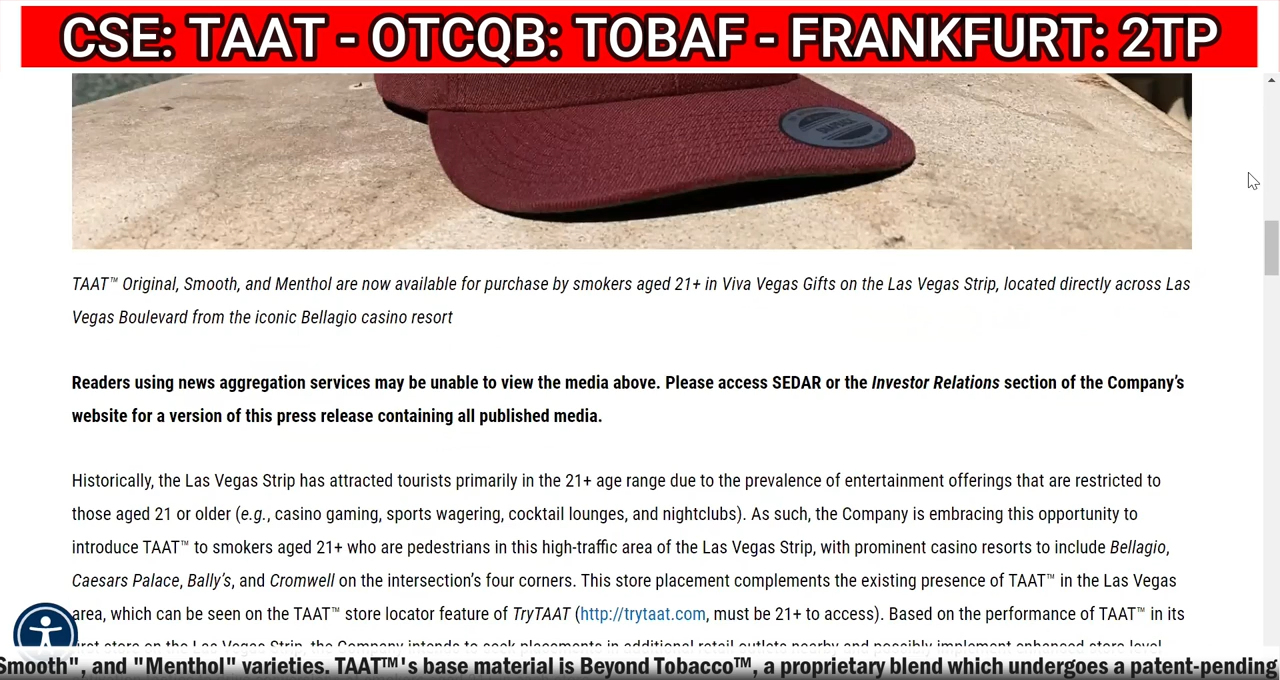 CSE: TAAT - OTCQB: TOBAF - FRANKFURT: 2TP
TAAT™ Original, Smooth, and Menthol are now available for purchase by smokers aged 21+ in Viva Vegas Gifts on the Las Vegas Strip, located directly across Las
Vegas Boulevard from the iconic Bellagio casino resort
Readers using news aggregation services may be unable to view the media above. Please access SEDAR or the Investor Relations section of the Company's
website for a version of this press release containing all published media.
Historically, the Las Vegas Strip has attracted tourists primarily in the 21+ age range due to the prevalence of entertainment offerings that are restricted to
those aged 21 or older (e.g., casino gaming, sports wagering, cocktail lounges, and nightclubs). As such, the Company is embracing this opportunity to
introduce TAAT™ to smokers aged 21+ who are pedestrians in this high-traffic area of the Las Vegas Strip, with prominent casino resorts to include Bellagio,
Caesars Palace, Bally's, and Cromwell on the intersection's four corners. This store placement complements the existing presence of TAAT™ in the Las Vegas
area, which can be seen on the TAAT™ store locator feature of TryTAAT (http://trytaat.com, must be 21+ to access). Based on the performance of TAAT™ in its
first store on the Las Vegas Strip, the Company intends to seek placements in additional retail outlets nearby and possibly implement enhanced store-level
Smooth", and "Menthol" varieties. TAAT™'s base material is Beyond Tobacco™, a proprietary blend which undergoes a patent-pending